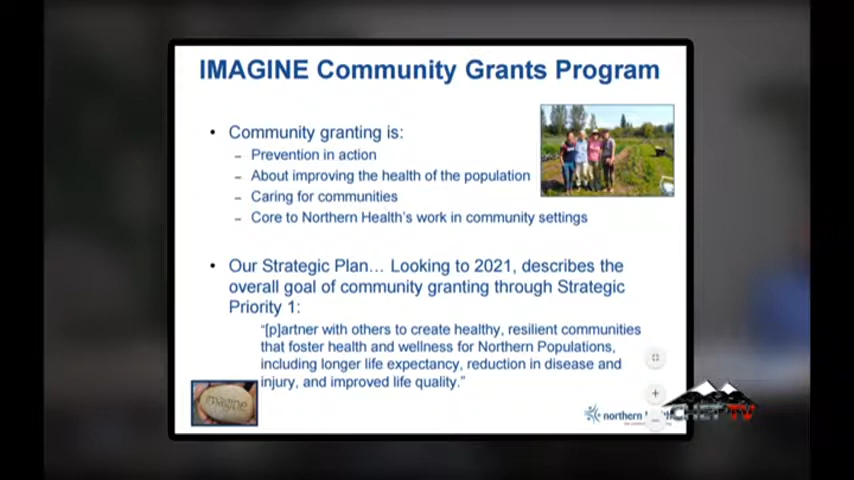 IMAGINE Community Grants Program
• Community granting is:
– Prevention in action
– About improving the health of the population
– Caring for communities
– Core to Northern Health's work in community settings
• Our Strategic Plan… Looking to 2021, describes the
overall goal of community granting through Strategic
Priority 1:
"[p]artner with others to create healthy, resilient communities
that foster health and wellness for Northern Populations,
including longer life expectancy, reduction in disease and
injury, and improved life quality."
imagine
northern health
CHET TV